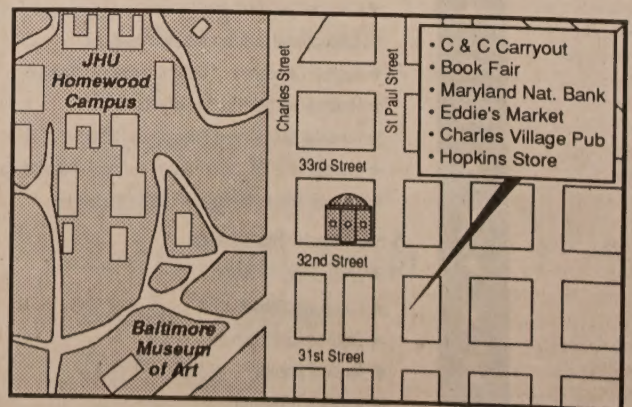 JHU
Homewood
Campus
Charles Street
St Paul Street
• C & C Carryout
• Book Fair
• Maryland Nat. Bank
• Eddie's Market
• Charles Village Pub
• Hopkins Store
33rd Street
32nd Street
31st Street
Baltimore
Museum
of Art